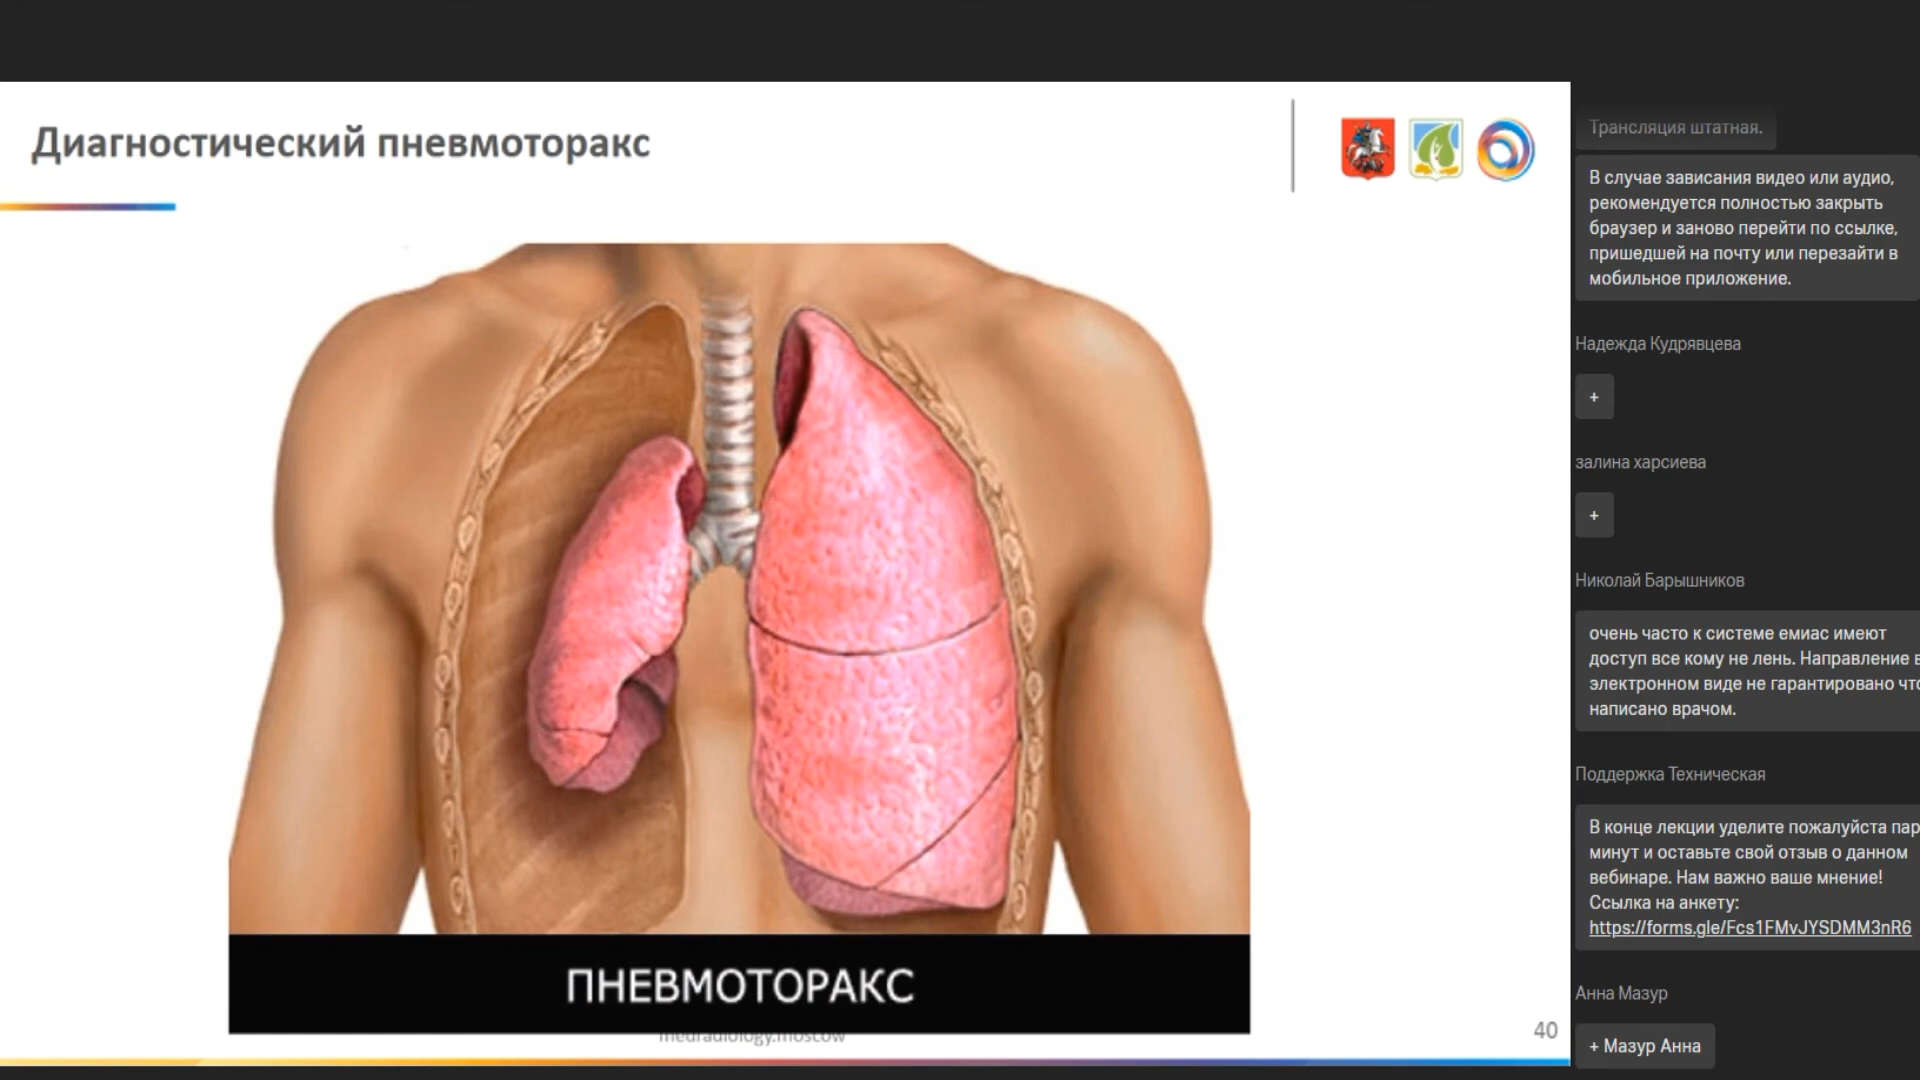 Диагностический пневмоторакс
ПНЕВМОТОРАКС
medradiology.moscow
40
Трансляция штатная.
В случае зависания видео или аудио,
рекомендуется полностью закрыть
браузер и заново перейти по ссылке,
пришедшей на почту или перезайти в
мобильное приложение.
Надежда Кудрявцева
+
залина харсиева
+
Николай Барышников
очень часто к системе емиас имеют
доступ все кому не лень. Направление в
электронном виде не гарантировано что
написано врачом.
Поддержка Техническая
В конце лекции уделите пожалуйста пар
минут и оставьте свой отзыв о данном
вебинаре. Нам важно ваше мнение!
Ссылка на анкету:
https://forms.gle/Fcs1FMvJYSDMM3nR6
Анна Мазур
+ Мазур Анна